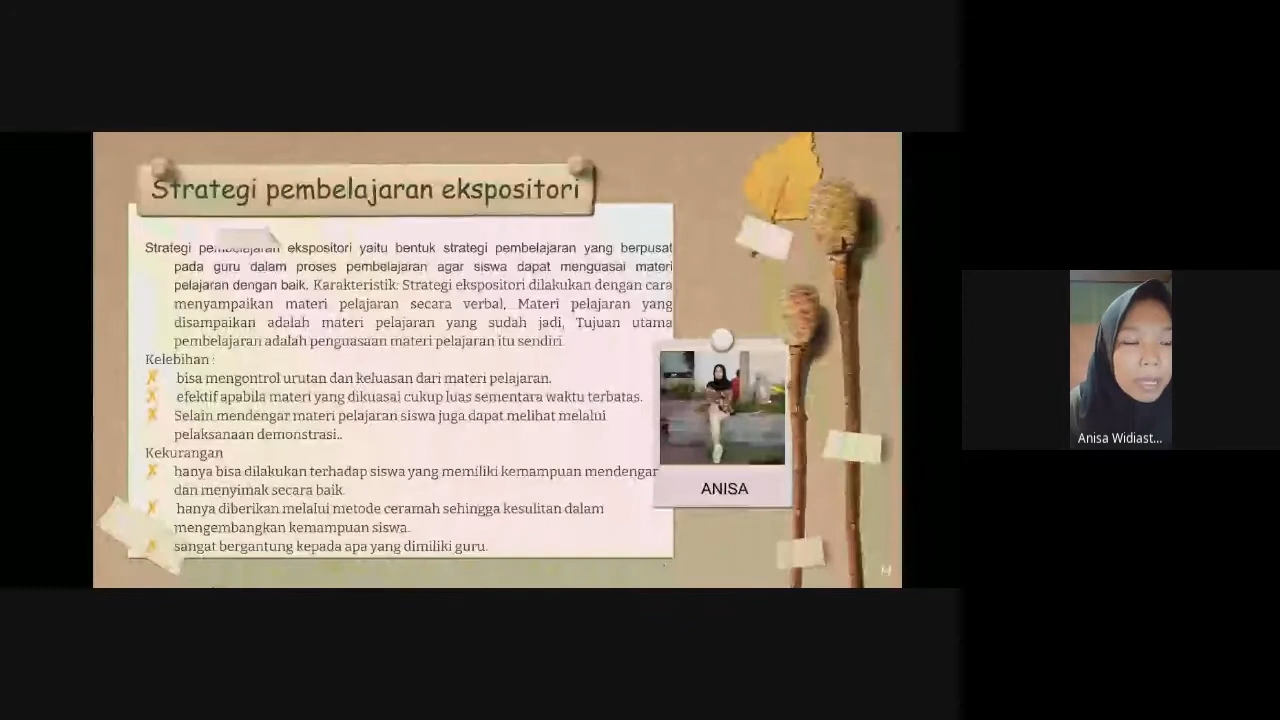 Strategi pembelajaran ekspositori
Strategi pembelajaran ekspositori yaitu bentuk strategi pembelajaran yang berpusat
pada guru dalam proses pembelajaran agar siswa dapat menguasai materi
pelajaran dengan baik. Karakteristik: Strategi ekspositori dilakukan dengan cara
menyampaikan materi pelajaran secara verbal, Materi pelajaran yang
disampaikan adalah materi pelajaran yang sudah jadi, Tujuan utama
pembelajaran adalah penguasaan materi pelajaran itu sendiri.
Kelebihan :
bisa mengontrol urutan dan keluasan dari materi pelajaran.
efektif apabila materi yang dikuasai cukup luas sementara waktu terbatas.
Selain mendengar materi pelajaran siswa juga dapat melihat melalui
pelaksanaan demonstrasi..
Kekurangan
hanya bisa dilakukan terhadap siswa yang memiliki kemampuan mendengar
dan menyimak secara baik.
hanya diberikan melalui metode ceramah sehingga kesulitan dalam
mengembangkan kemampuan siswa.
sangat bergantung kepada apa yang dimiliki guru.
ANISA
Anisa Widiast...